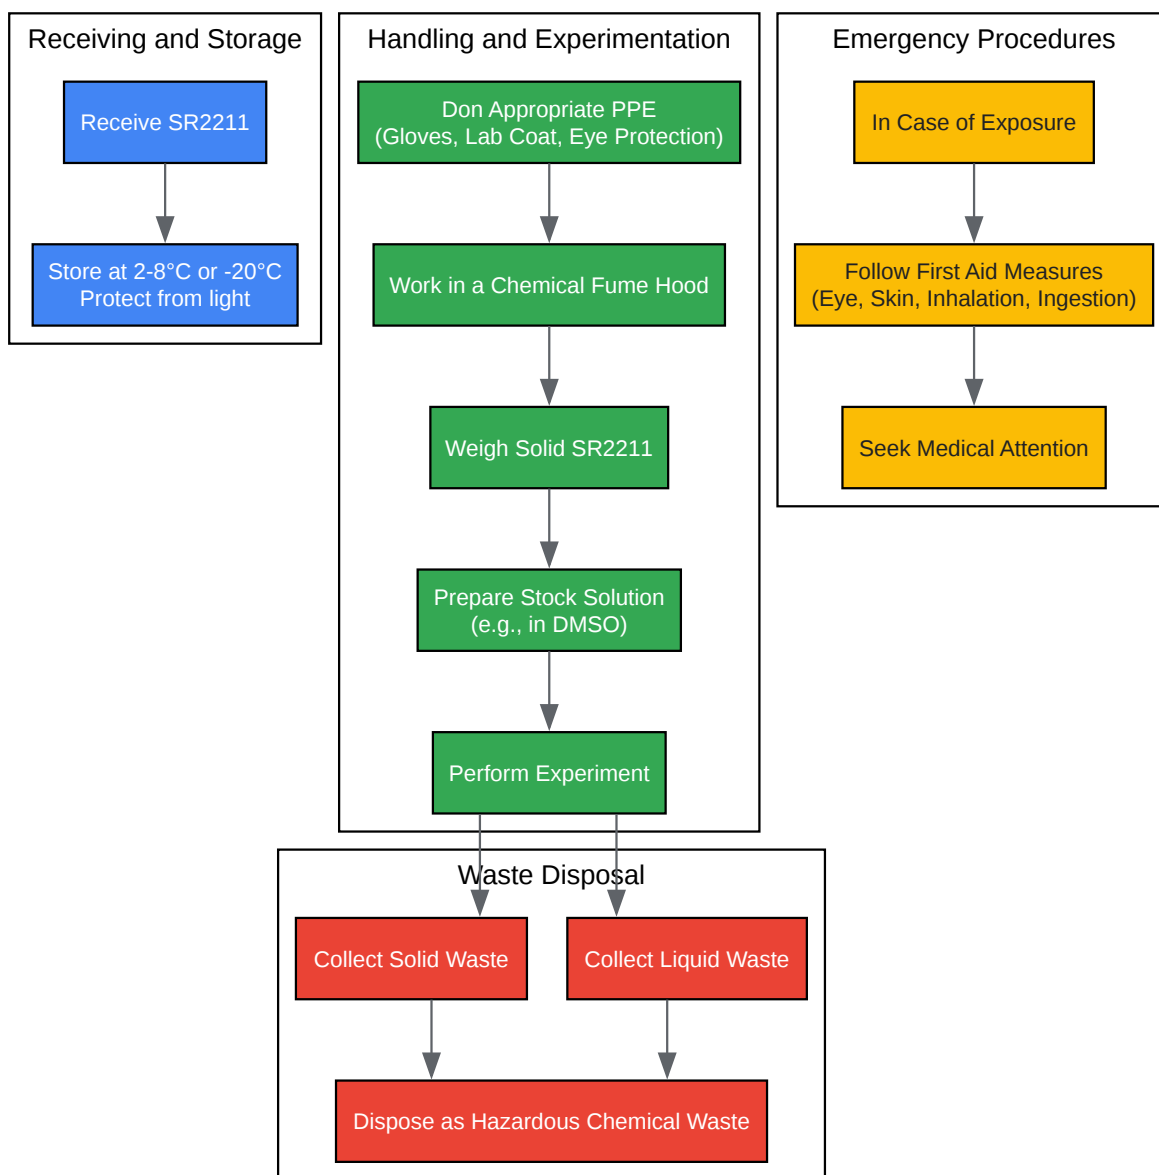 Receiving and Storage
Receive SR2211
Store at 2-8°C or -20°C
Protect from light
Handling and Experimentation
Don Appropriate PPE
(Gloves, Lab Coat, Eye Protection)
Work in a Chemical Fume Hood
Weigh Solid SR2211
Prepare Stock Solution
(e.g., in DMSO)
Perform Experiment
Emergency Procedures
In Case of Exposure
Follow First Aid Measures
(Eye, Skin, Inhalation, Ingestion)
Seek Medical Attention
Waste Disposal
Collect Solid Waste
Collect Liquid Waste
Dispose as Hazardous Chemical Waste